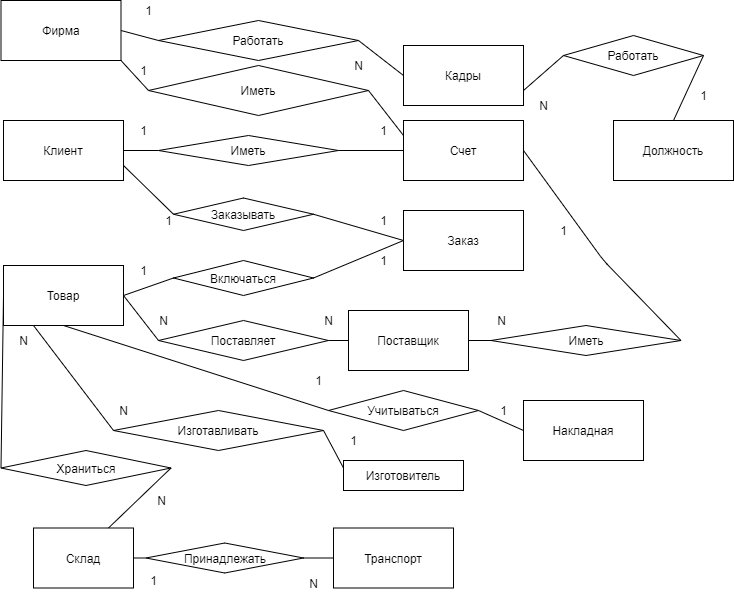 1
Фирма
Работать
Кадры
N
Работать
N
1
Должность
1
Иметь
1
Клиент
1
Иметь
Счет
1
Заказывать
1
Заказ
1
1
Товар
1
Включаться
N
Поставляет
N
Поставщик
N
Иметь
N
1
Учитываться
1
Накладная
N
Изготавливать
1
Изготовитель
Храниться
N
Склад
1
Принадлежать
N
Транспорт